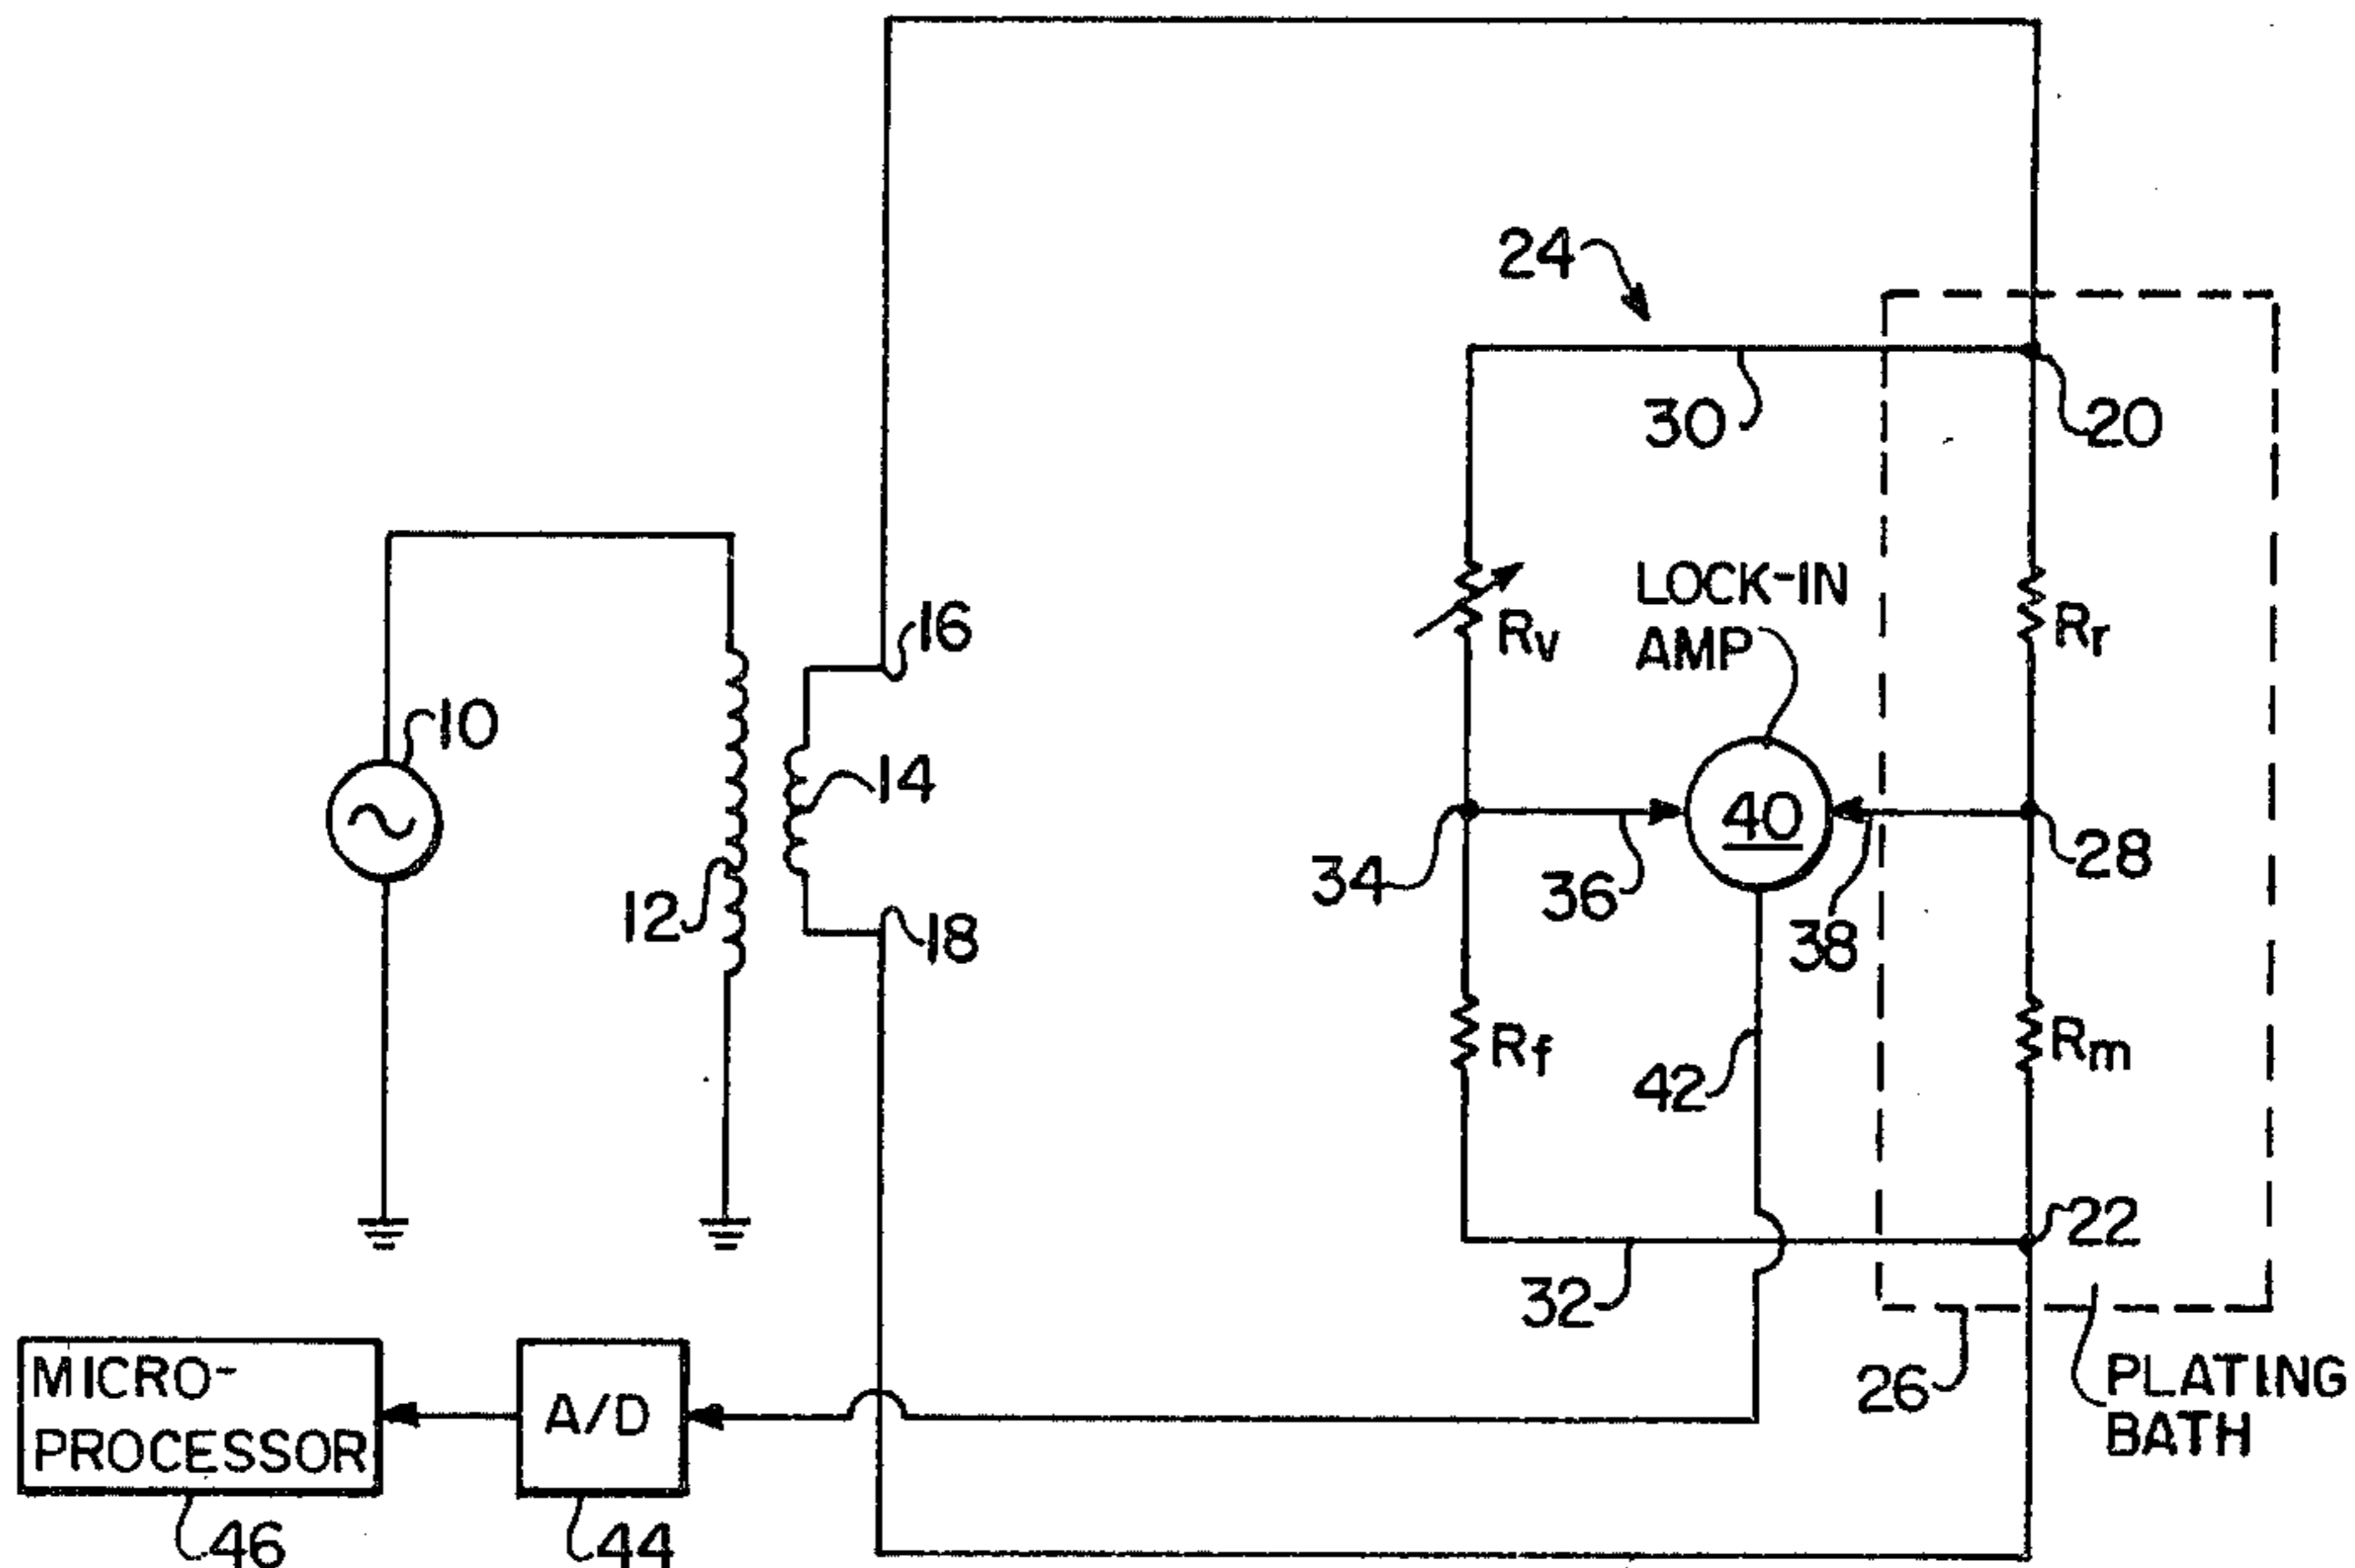 24
30
20
LOCK-IN
AMP
16
Rv
Rr
10
14
40
28
34
36
12
18
38
Rf
Rm
42
22
32
MICRO-
PROCESSOR
A/D
26
PLATING
BATH
46
44